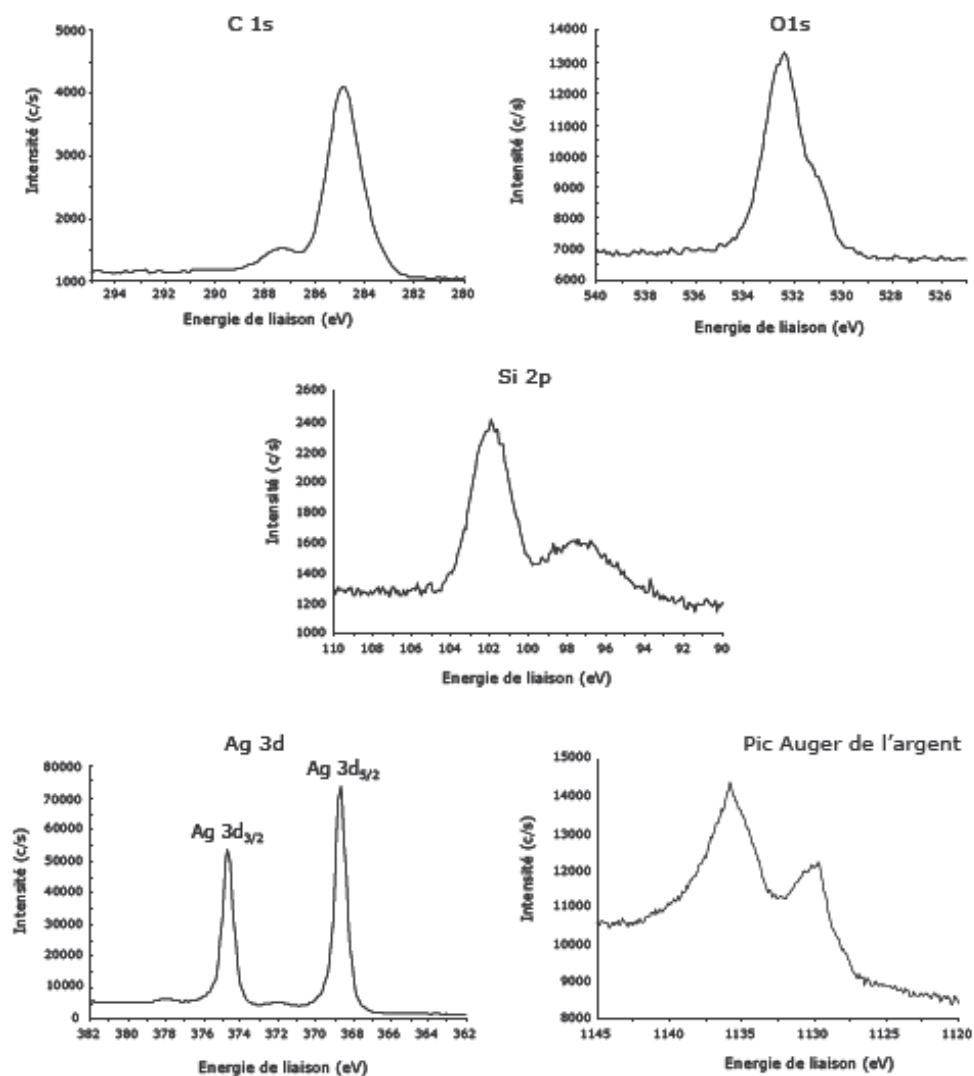 C 1s
5000
4000
3000
2000
1000
Intensité (c/s)
294 292 290 288 286 284 282 280
Energie de liaison (eV)
O1s
14000
13000
12000
11000
10000
9000
8000
7000
6000
Intensité (c/s)
540 538 536 534 532 530 528 526
Energie de liaison (eV)
Si 2p
2600
2400
2200
2000
1800
1600
1400
1200
1000
Intensité (c/s)
110 108 106 104 102 100 98 96 94 92 90
Energie de liaison (eV)
Ag 3d
80000
70000
60000
50000
40000
30000
20000
10000
0
Intensité (c/s)
Ag 3d3/2
Ag 3d5/2
382 380 378 376 374 372 370 368 366 364 362
Energie de liaison (eV)
Pic Auger de l'argent
15000
14000
13000
12000
11000
10000
9000
8000
Intensité (c/s)
1145 1140 1135 1130 1125 1120
Energie de liaison (eV)